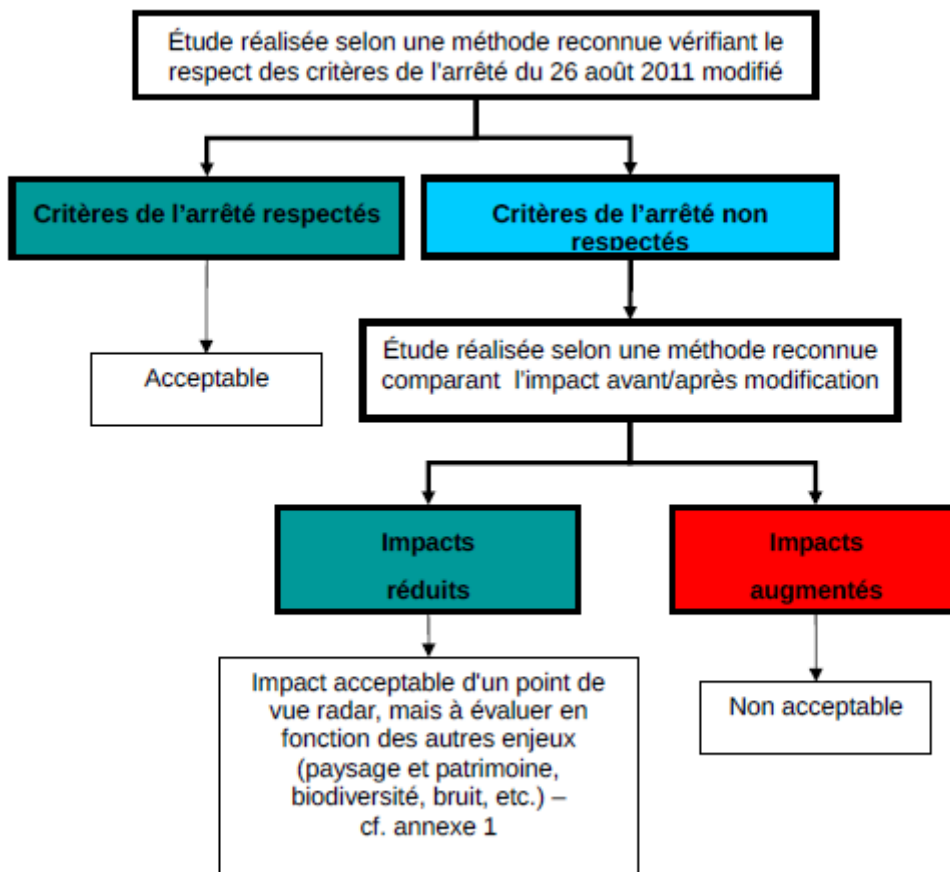 Étude réalisée selon une méthode reconnue vérifiant le
respect des critères de l'arrêté du 26 août 2011 modifié
Critères de l'arrêté respectés
Critères de l'arrêté non
respectés
Acceptable
Étude réalisée selon une méthode reconnue
comparant l'impact avant/après modification
Impacts
réduits
Impacts
augmentés
Impact acceptable d'un point de
vue radar, mais à évaluer en
fonction des autres enjeux
(paysage et patrimoine,
biodiversité, bruit, etc.) –
cf. annexe 1
Non acceptable